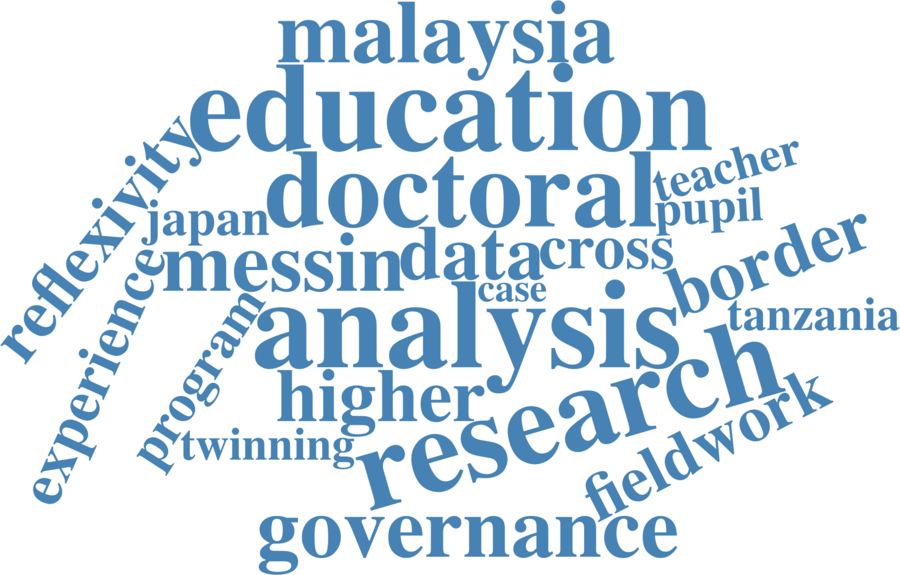 malaysia
education
doctoral
teacher
pupil
reflexivity
japan
messin
data
cross
border
experience
case
tanzania
program
analysis
higher
research
twinning
fieldwork
governance